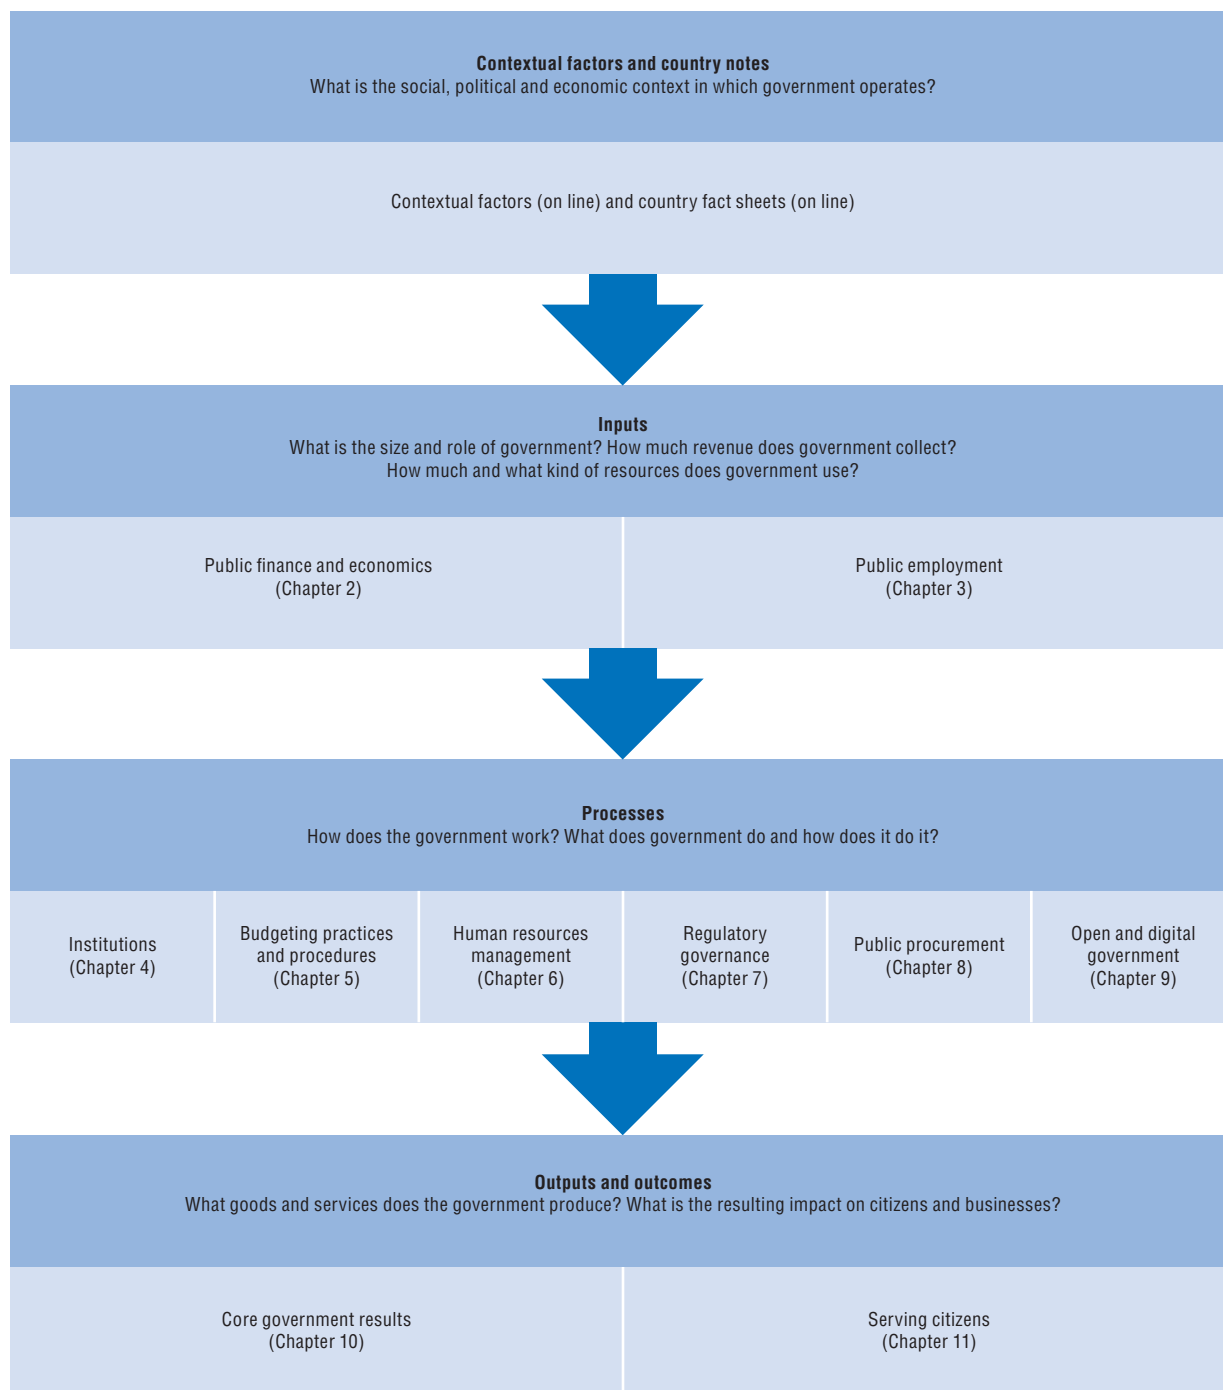 Contextual factors and country notes
What is the social, political and economic context in which government operates?
Contextual factors (on line) and country fact sheets (on line)
Inputs
What is the size and role of government? How much revenue does government collect?
How much and what kind of resources does government use?
Public finance and economics
(Chapter 2)
Public employment
(Chapter 3)
Processes
How does the government work? What does government do and how does it do it?
Institutions
(Chapter 4)
Budgeting practices
and procedures
(Chapter 5)
Human resources
management
(Chapter 6)
Regulatory
governance
(Chapter 7)
Public procurement
(Chapter 8)
Open and digital
government
(Chapter 9)
Outputs and outcomes
What goods and services does the government produce? What is the resulting impact on citizens and businesses?
Core government results
(Chapter 10)
Serving citizens
(Chapter 11)